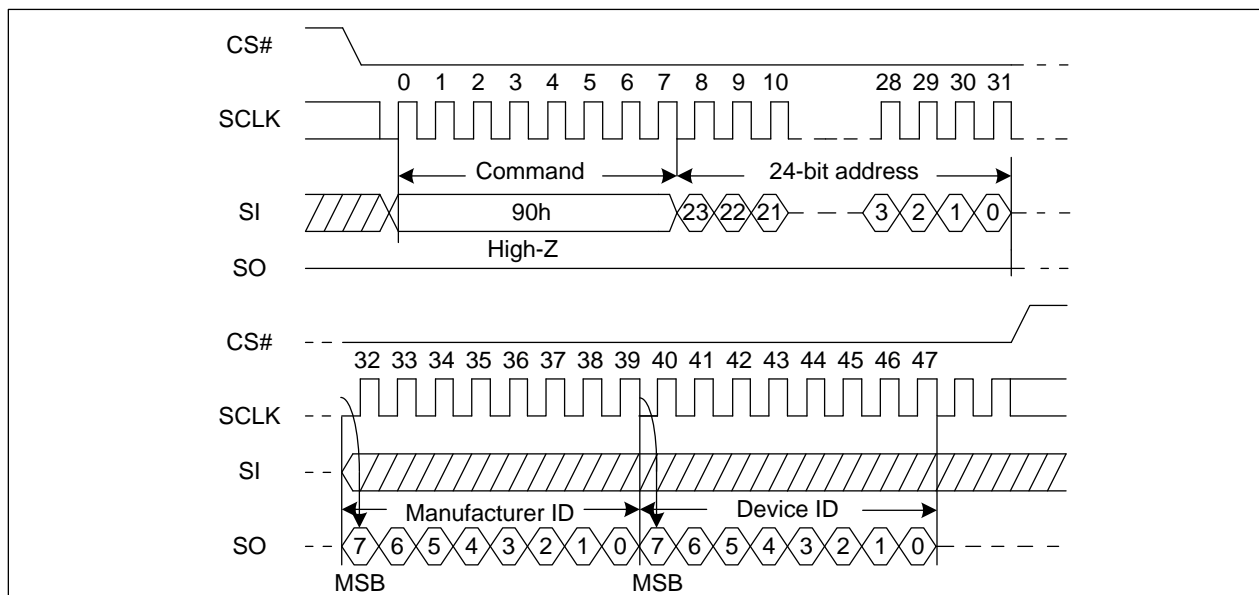 CS#
0 1 2 3 4 5 6 7 8 9 10 28 29 30 31
SCLK
Command 24-bit address
SI 90h 23 22 21 3 2 1 0
High-Z
SO
CS#
32 33 34 35 36 37 38 39 40 41 42 43 44 45 46 47
SCLK
SI
Manufacturer ID Device ID
SO 7 6 5 4 3 2 1 0 7 6 5 4 3 2 1 0
MSB MSB